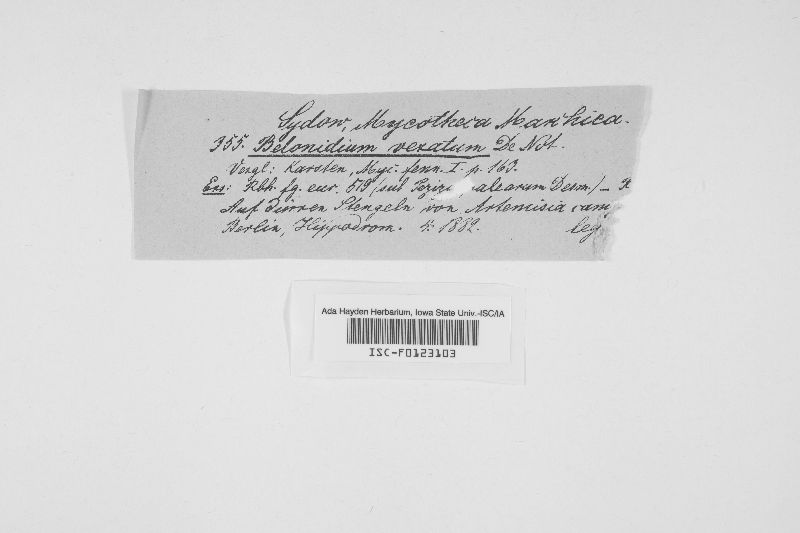 Sydow, Mycotheca Marchica.
355. Belonidium vexatum De Not.
Vergl: Karsten, Myc. fenn. I. p. 163.
Exs: Rbh. fg. eur. 519 (sub Peziza alearum Desm.) –
Auf dürren Stengeln von Artemisia cam
Berlin, Hippodrom. 4. 1882. leg
Ada Hayden Herbarium, Iowa State Univ.-ISC/IA
ISC-F0123103